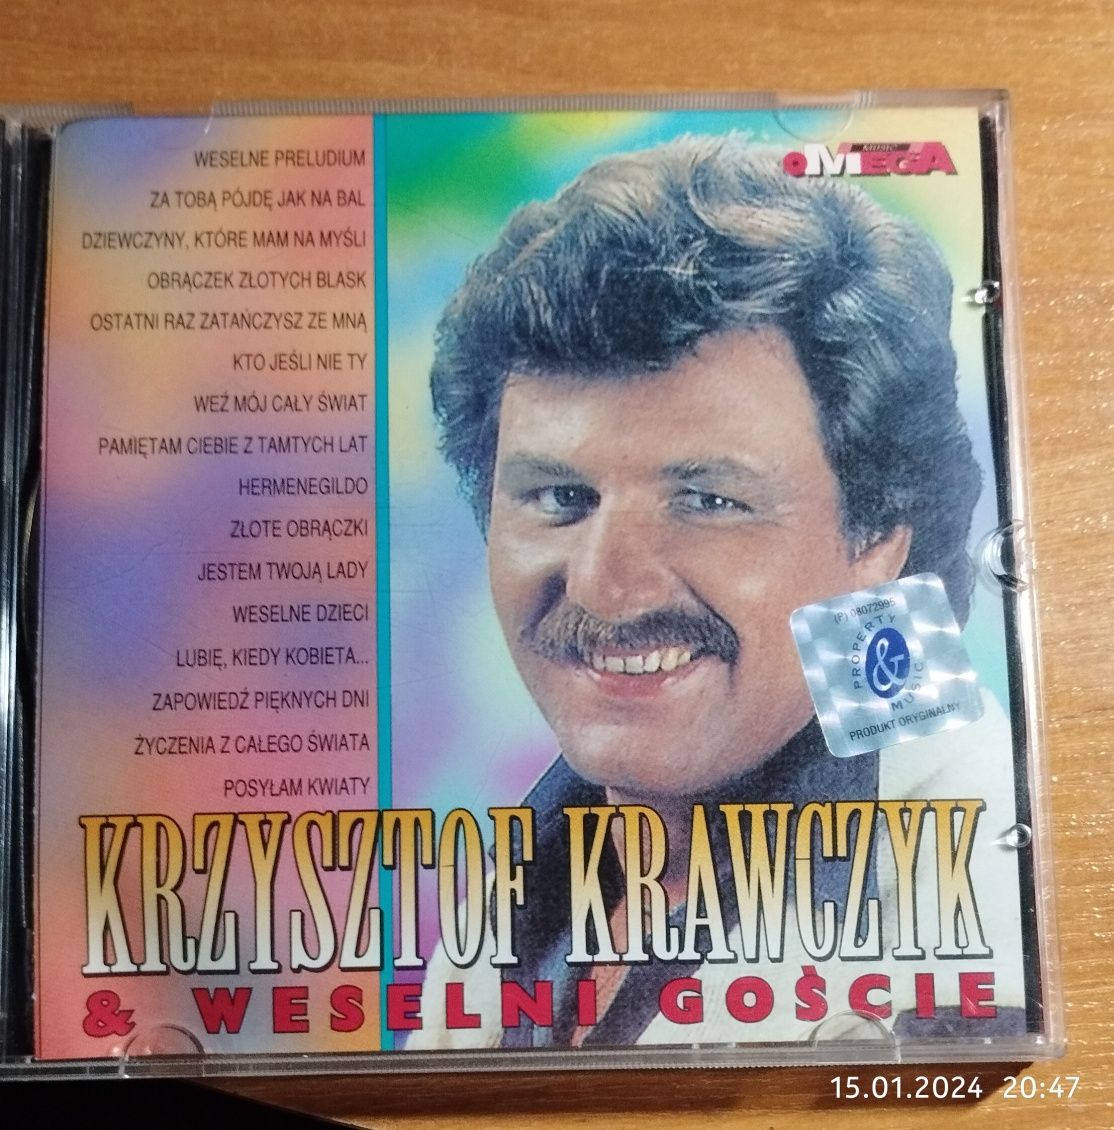 WESELNE PRELUDIUM
ZA TOBĄ PÓJDĘ JAK NA BAL
DZIEWCZYNY, KTÓRE MAM NA MYŚLI
OBRĄCZEK ZŁOTYCH BLASK
OSTATNI RAZ ZATAŃCZYSZ ZE MNĄ
KTO JEŚLI NIE TY
WEŹ MÓJ CAŁY ŚWIAT
PAMIĘTAM CIEBIE Z TAMTYCH LAT
HERMENEGILDO
ZŁOTE OBRĄCZKI
JESTEM TWOJĄ LADY
WESELNE DZIECI
LUBIĘ, KIEDY KOBIETA...
ZAPOWIEDŹ PIĘKNYCH DNI
ŻYCZENIA Z CAŁEGO ŚWIATA
POSYŁAM KWIATY
MUSIC
OMEGA
(P) 08072995
PROPERTY
&
MUSIC
PRODUKT ORYGINALNY
KRZYSZTOF KRAWCZYK
& WESELNI GOŚCIE
15.01.2024 20:47